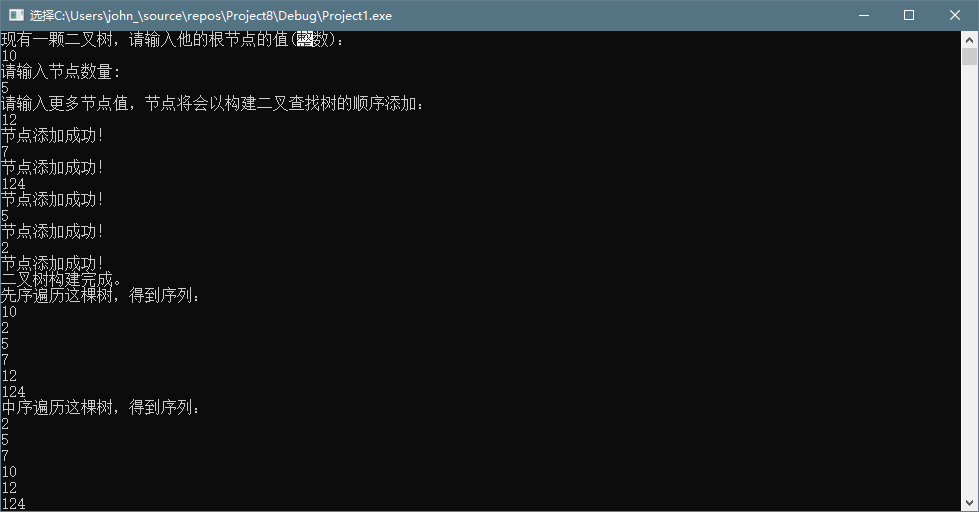 选择C:\Users\john_\source\repos\Project8\Debug\Project1.exe
现有一颗二叉树，请输入他的根节点的值(整数)：
10
请输入节点数量:
5
请输入更多节点值，节点将会以构建二叉查找树的顺序添加：
12
节点添加成功!
7
节点添加成功!
124
节点添加成功!
5
节点添加成功!
2
节点添加成功!
二叉树构建完成。
先序遍历这棵树，得到序列：
10
2
5
7
12
124
中序遍历这棵树，得到序列：
2
5
7
10
12
124